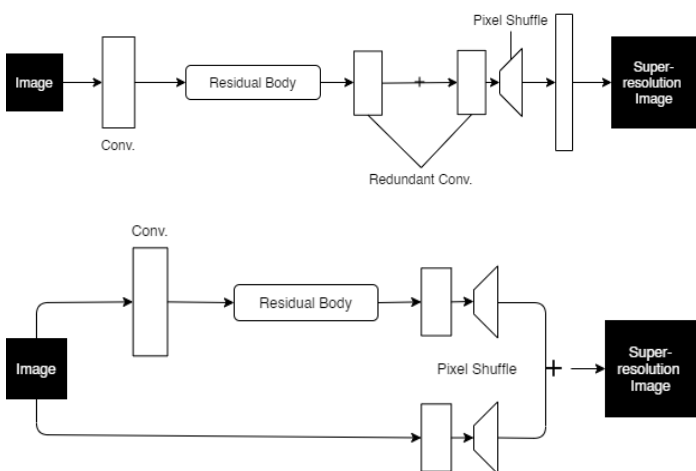 Pixel Shuffle
Image
Residual Body
Super-
resolution
Image
Conv.
Redundant Conv.
Conv.
Residual Body
Image
Pixel Shuffle
Super-
resolution
Image